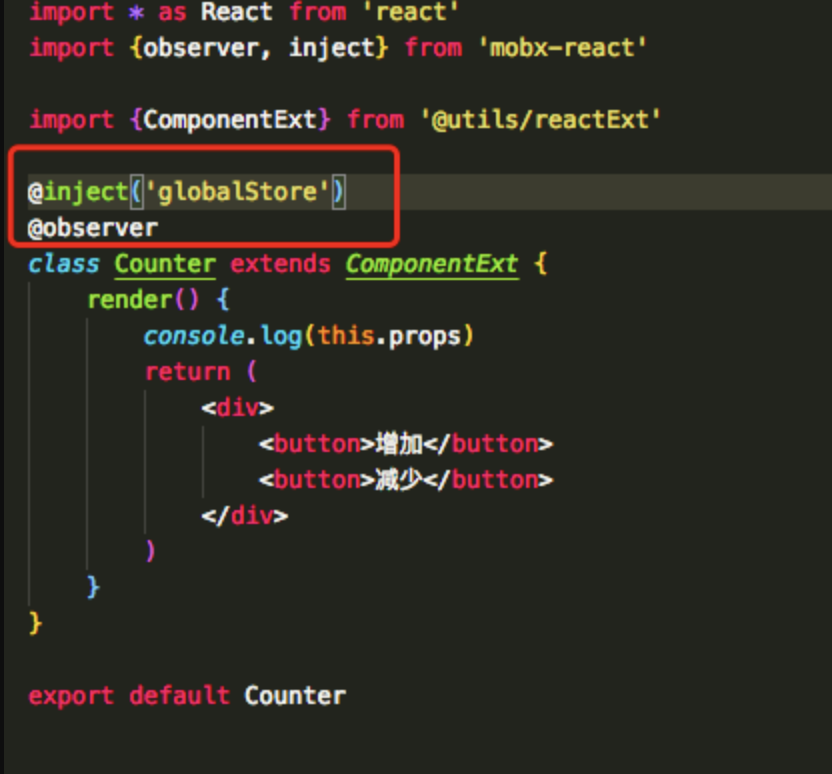 import * as React from 'react'
import {observer, inject} from 'mobx-react'
import {ComponentExt} from '@utils/reactExt'
@inject('globalStore')
@observer
class Counter extends ComponentExt {
render() {
console.log(this.props)
return (
<div>
<button>增加</button>
<button>减少</button>
</div>
)
}
}
export default Counter